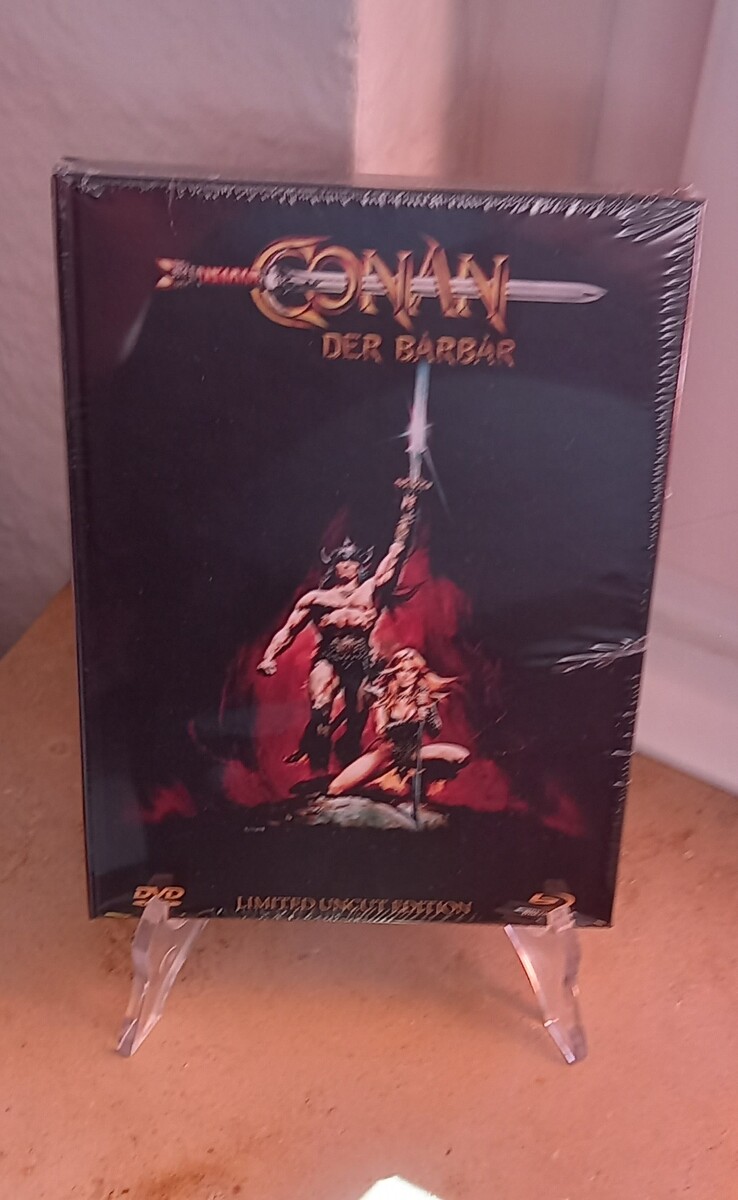 CONAN
DER BARBAR
DVD
LIMITED UNCUT EDITION